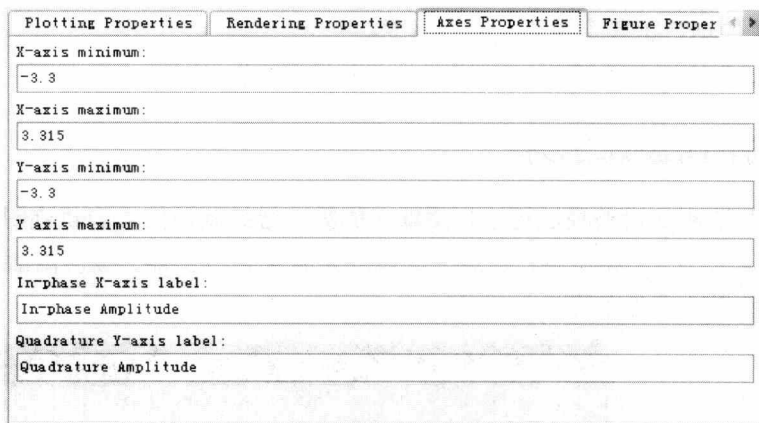 Plotting Properties Rendering Properties Axes Properties Figure Proper
X-axis minimum:
-3.3
X-axis maximum:
3.315
Y-axis minimum:
-3.3
Y axis maximum:
3.315
In-phase X-axis label:
In-phase Amplitude
Quadrature Y-axis label:
Quadrature Amplitude